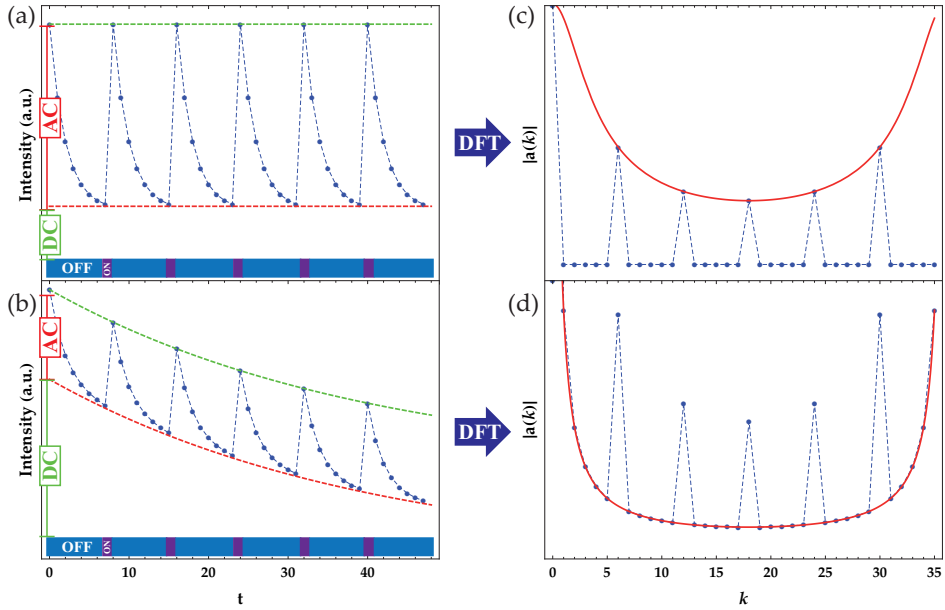 (a)
Intensity (a.u.)
AC
DC
OFF
ON
DFT
(c)
|a(k)|
(b)
Intensity (a.u.)
AC
DC
OFF
ON
0 10 20 30 40
t
DFT
(d)
|a(k)|
0 5 10 15 20 25 30 35
k